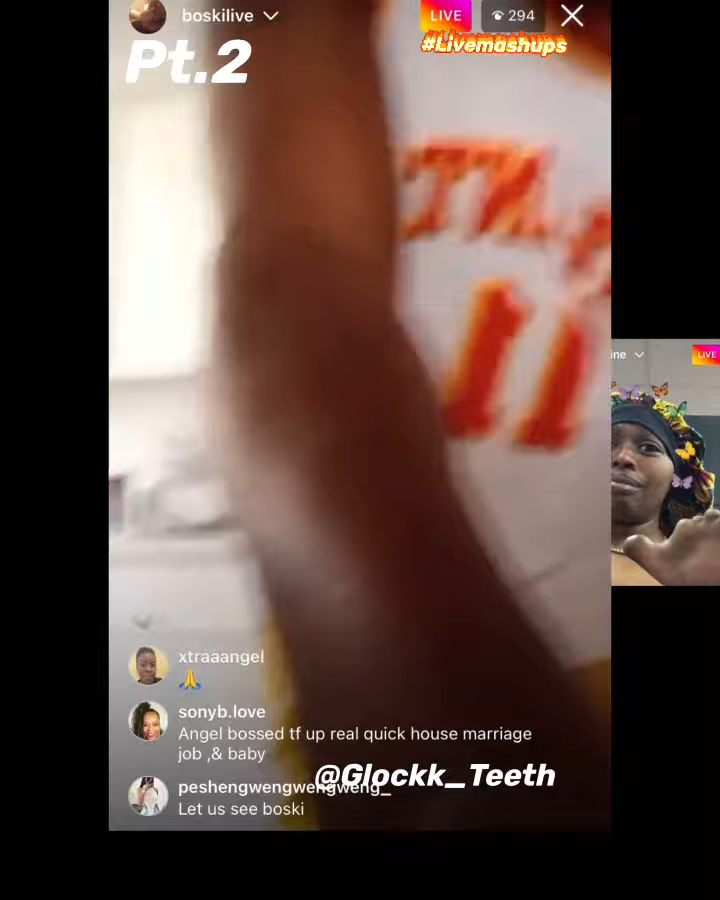 boskilive
LIVE
294
Pt.2
#Livemashups
ine
LIVE
xtraaangel
🙏
sonyb.love
Angel bossed tf up real quick house marriage
job ,& baby
peshengwengwengweng_
Let us see boski
@Glockk_Teeth